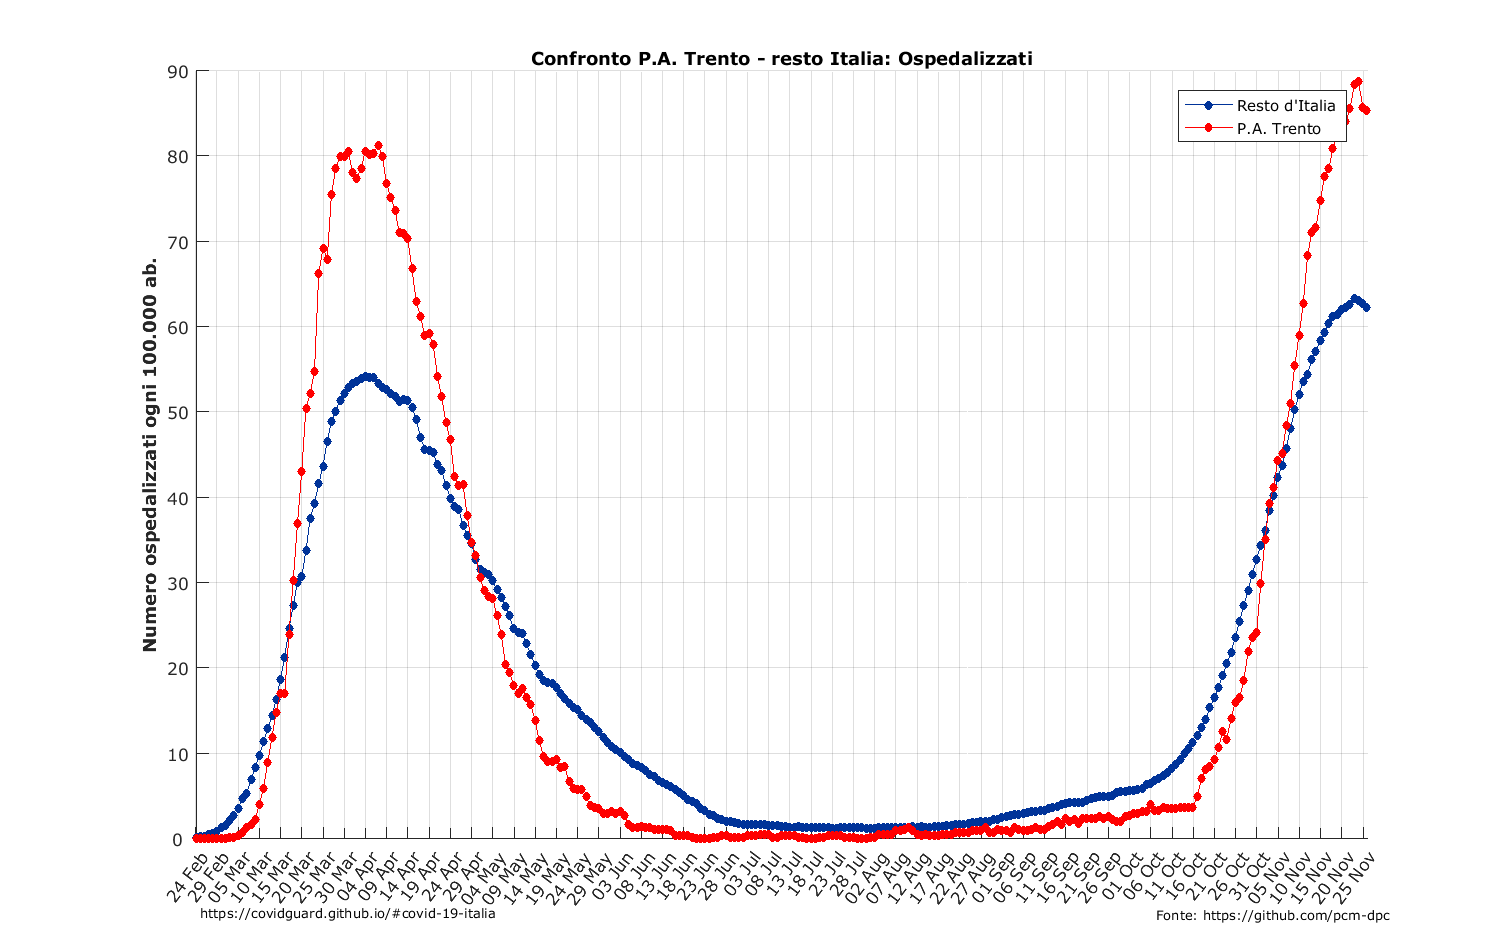 Confronto P.A. Trento - resto Italia: Ospedalizzati
Numero ospedalizzati ogni 100.000 ab.
90
80
70
60
50
40
30
20
10
0
Resto d'Italia
P.A. Trento
24 Feb
29 Feb
05 Mar
10 Mar
15 Mar
20 Mar
25 Mar
30 Mar
04 Apr
09 Apr
14 Apr
19 Apr
24 Apr
29 Apr
04 May
09 May
14 May
19 May
24 May
29 May
03 Jun
08 Jun
13 Jun
18 Jun
23 Jun
28 Jun
03 Jul
08 Jul
13 Jul
18 Jul
23 Jul
28 Jul
02 Aug
07 Aug
12 Aug
17 Aug
22 Aug
27 Aug
01 Sep
06 Sep
11 Sep
16 Sep
21 Sep
26 Sep
01 Oct
06 Oct
11 Oct
16 Oct
21 Oct
26 Oct
31 Oct
05 Nov
10 Nov
15 Nov
20 Nov
25 Nov
https://covidguard.github.io/#covid-19-italia
Fonte: https://github.com/pcm-dpc